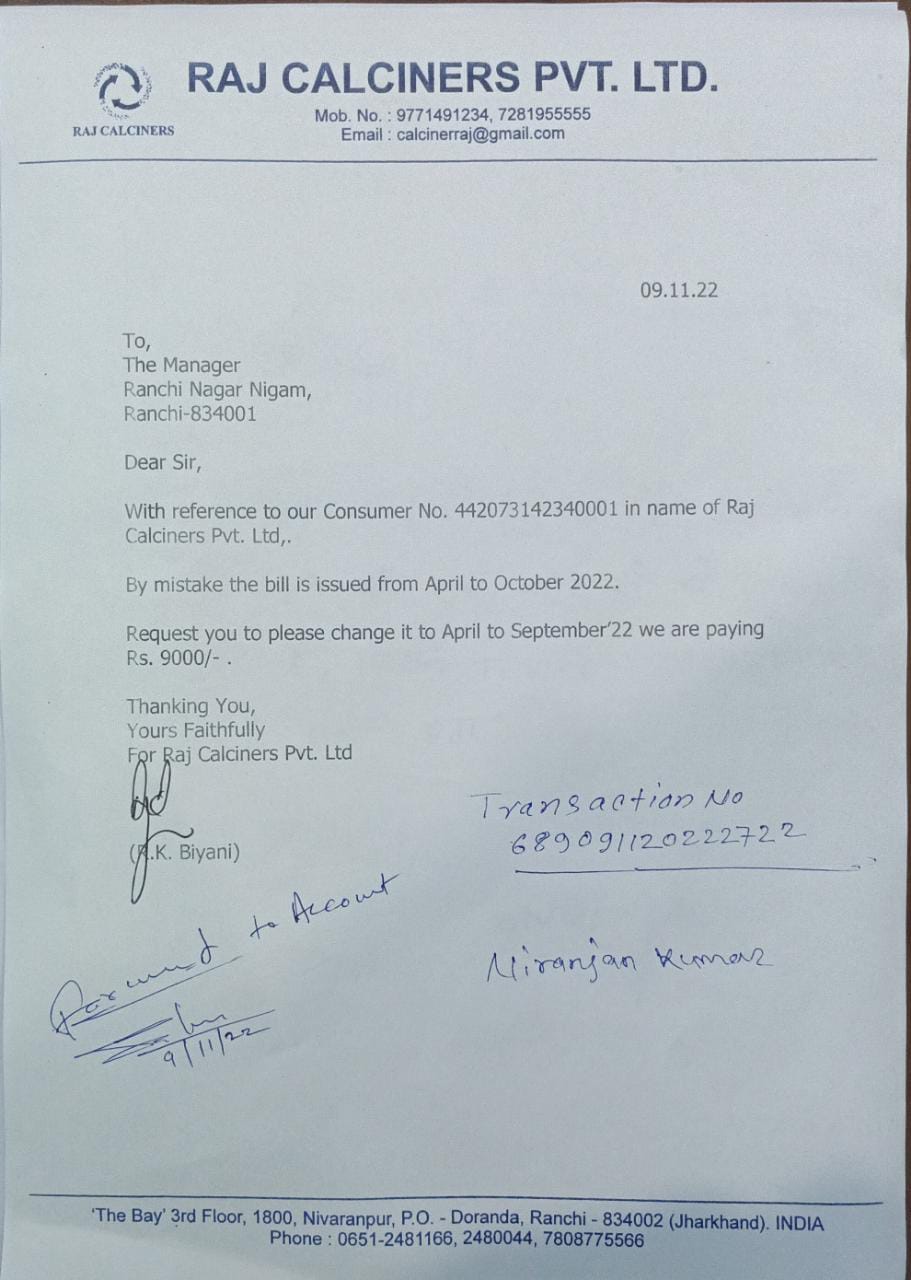 RAJ CALCINERS PVT. LTD.
Mob. No. : 9771491234, 7281955555
Email : calcinerraj@gmail.com
RAJ CALCINERS
09.11.22
To,
The Manager
Ranchi Nagar Nigam,
Ranchi-834001
Dear Sir,
With reference to our Consumer No. 442073142340001 in name of Raj
Calciners Pvt. Ltd,.
By mistake the bill is issued from April to October 2022.
Request you to please change it to April to September'22 we are paying
Rs. 9000/- .
Thanking You,
Yours Faithfully
For Raj Calciners Pvt. Ltd
(R.K. Biyani)
Transaction No
689091120222722
Niranjan Kumar
to Account
9/11/22
'The Bay' 3rd Floor, 1800, Nivaranpur, P.O. - Doranda, Ranchi - 834002 (Jharkhand). INDIA
Phone : 0651-2481166, 2480044, 7808775566